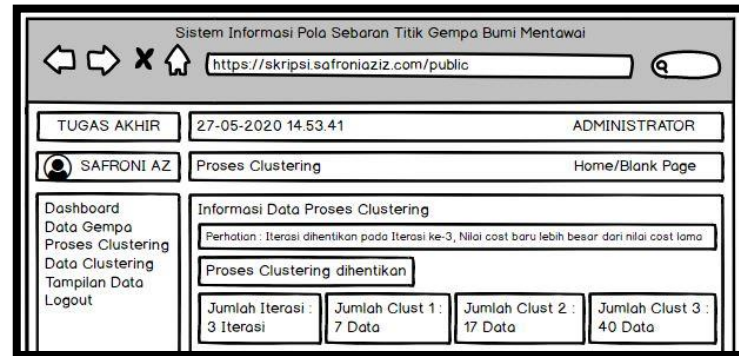 Sistem Informasi Pola Sebaran Titik Gempa Bumi Mentawai
https://skripsi.safroniaziz.com/public
TUGAS AKHIR
27-05-2020 14.53.41
ADMINISTRATOR
SAFRONI AZ
Proses Clustering
Home/Blank Page
Dashboard
Data Gempa
Proses Clustering
Data Clustering
Tampilan Data
Logout
Informasi Data Proses Clustering
Perhatian : Iterasi dihentikan pada Iterasi ke-3, Nilai cost baru lebih besar dari nilai cost lama
Proses Clustering dihentikan
Jumlah Iterasi :
3 Iterasi
Jumlah Clust 1 :
7 Data
Jumlah Clust 2 :
17 Data
Jumlah Clust 3 :
40 Data